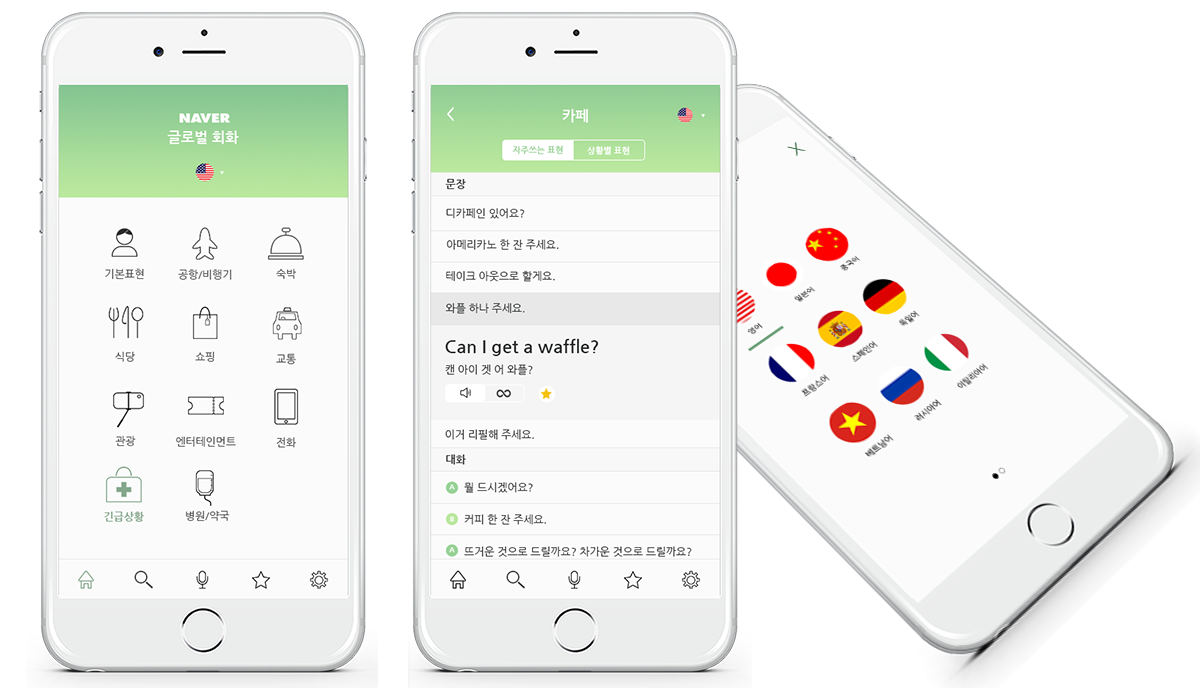 NAVER
글로벌 회화
기본표현
공항/비행기
숙박
식당
쇼핑
교통
관광
엔터테인먼트
전화
긴급상황
병원/약국
카페
자주쓰는 표현
상황별 표현
문장
디카페인 있어요?
아메리카노 한 잔 주세요.
테이크 아웃으로 할게요.
와플 하나 주세요.
Can I get a waffle?
캔 아이 겟 어 와플?
이거 리필해 주세요.
대화
A 뭘 드시겠어요?
B 커피 한 잔 주세요.
A 뜨거운 것으로 드릴까요? 차가운 것으로 드릴까요?
영어
일본어
중국어
프랑스어
스페인어
독일어
베트남어
러시아어
이탈리아어